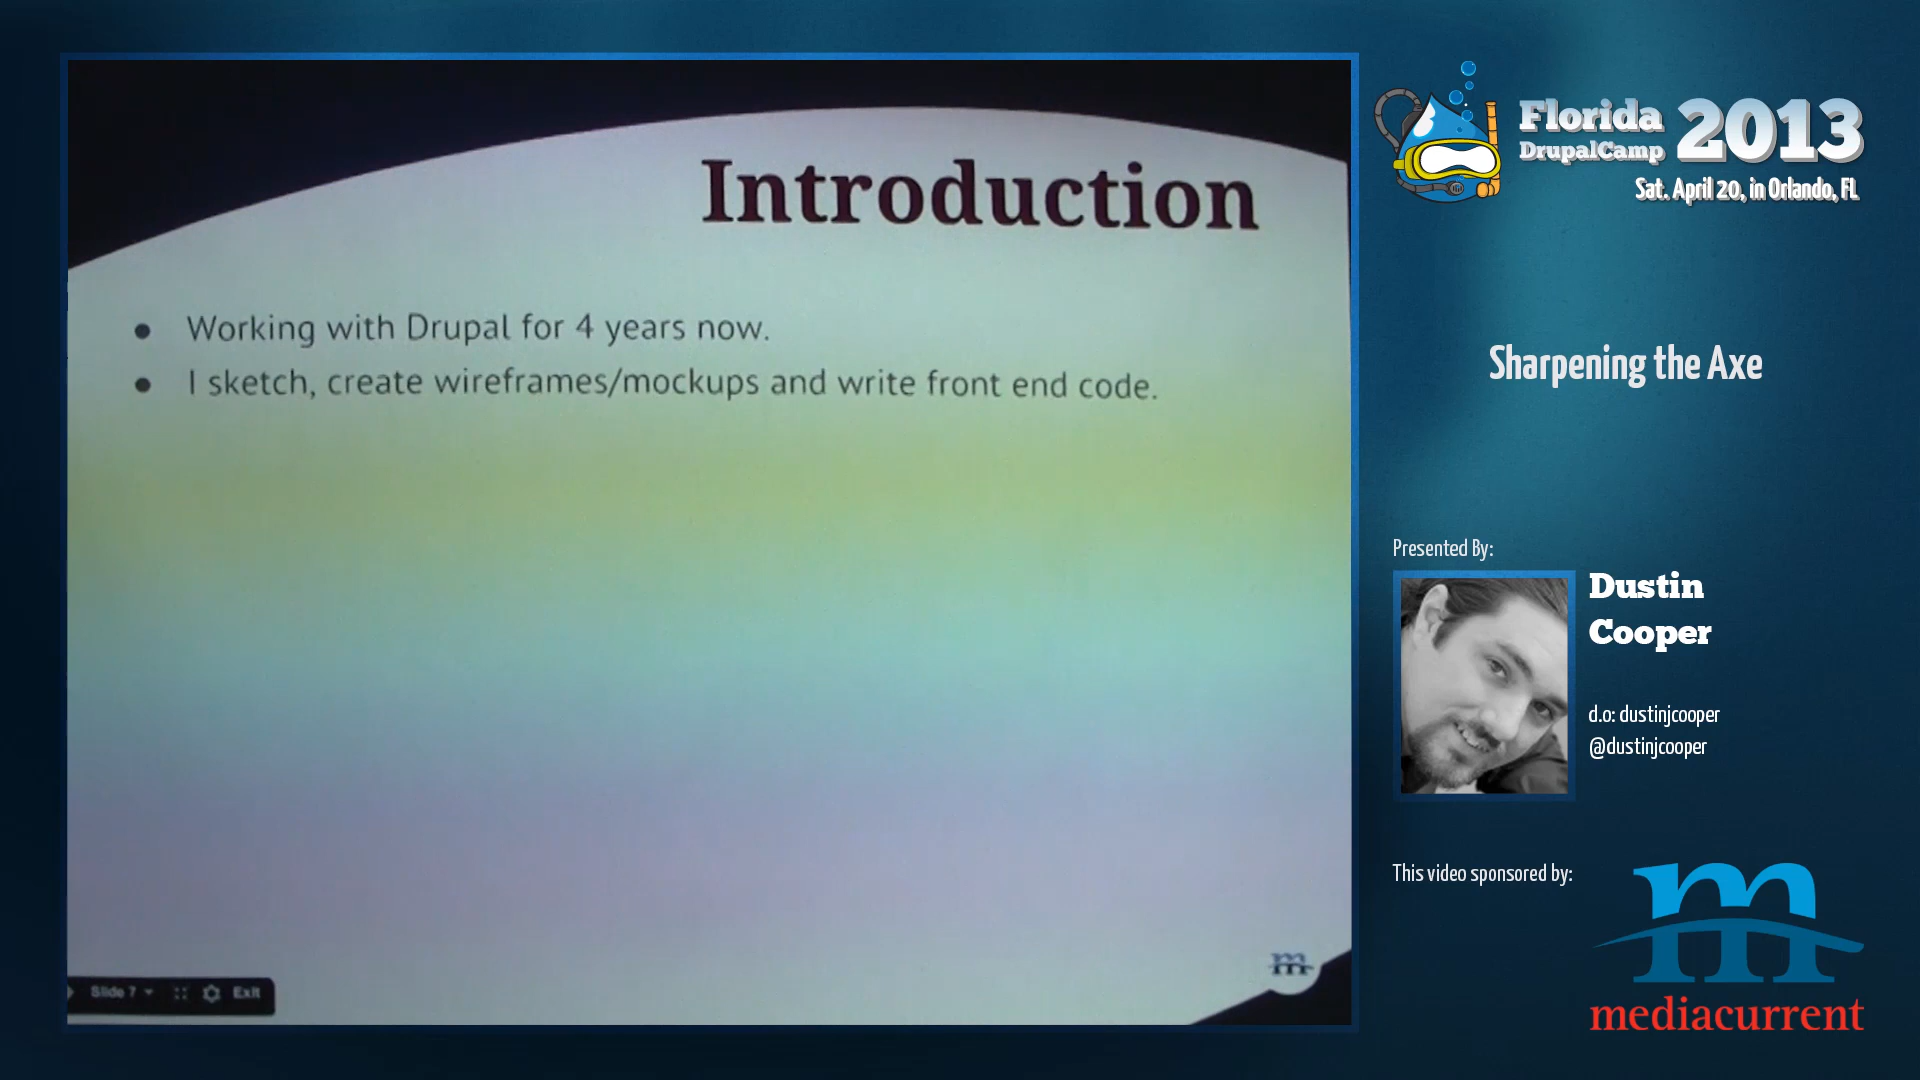 Introduction
● Working with Drupal for 4 years now.
● I sketch, create wireframes/mockups and write front end code.
m
Slide 7 Exit
Florida
DrupalCamp
2013
Sat. April 20, in Orlando, FL
Sharpening the Axe
Presented By:
Dustin
Cooper
d.o: dustinjcooper
@dustinjcooper
This video sponsored by:
m
mediacurrent